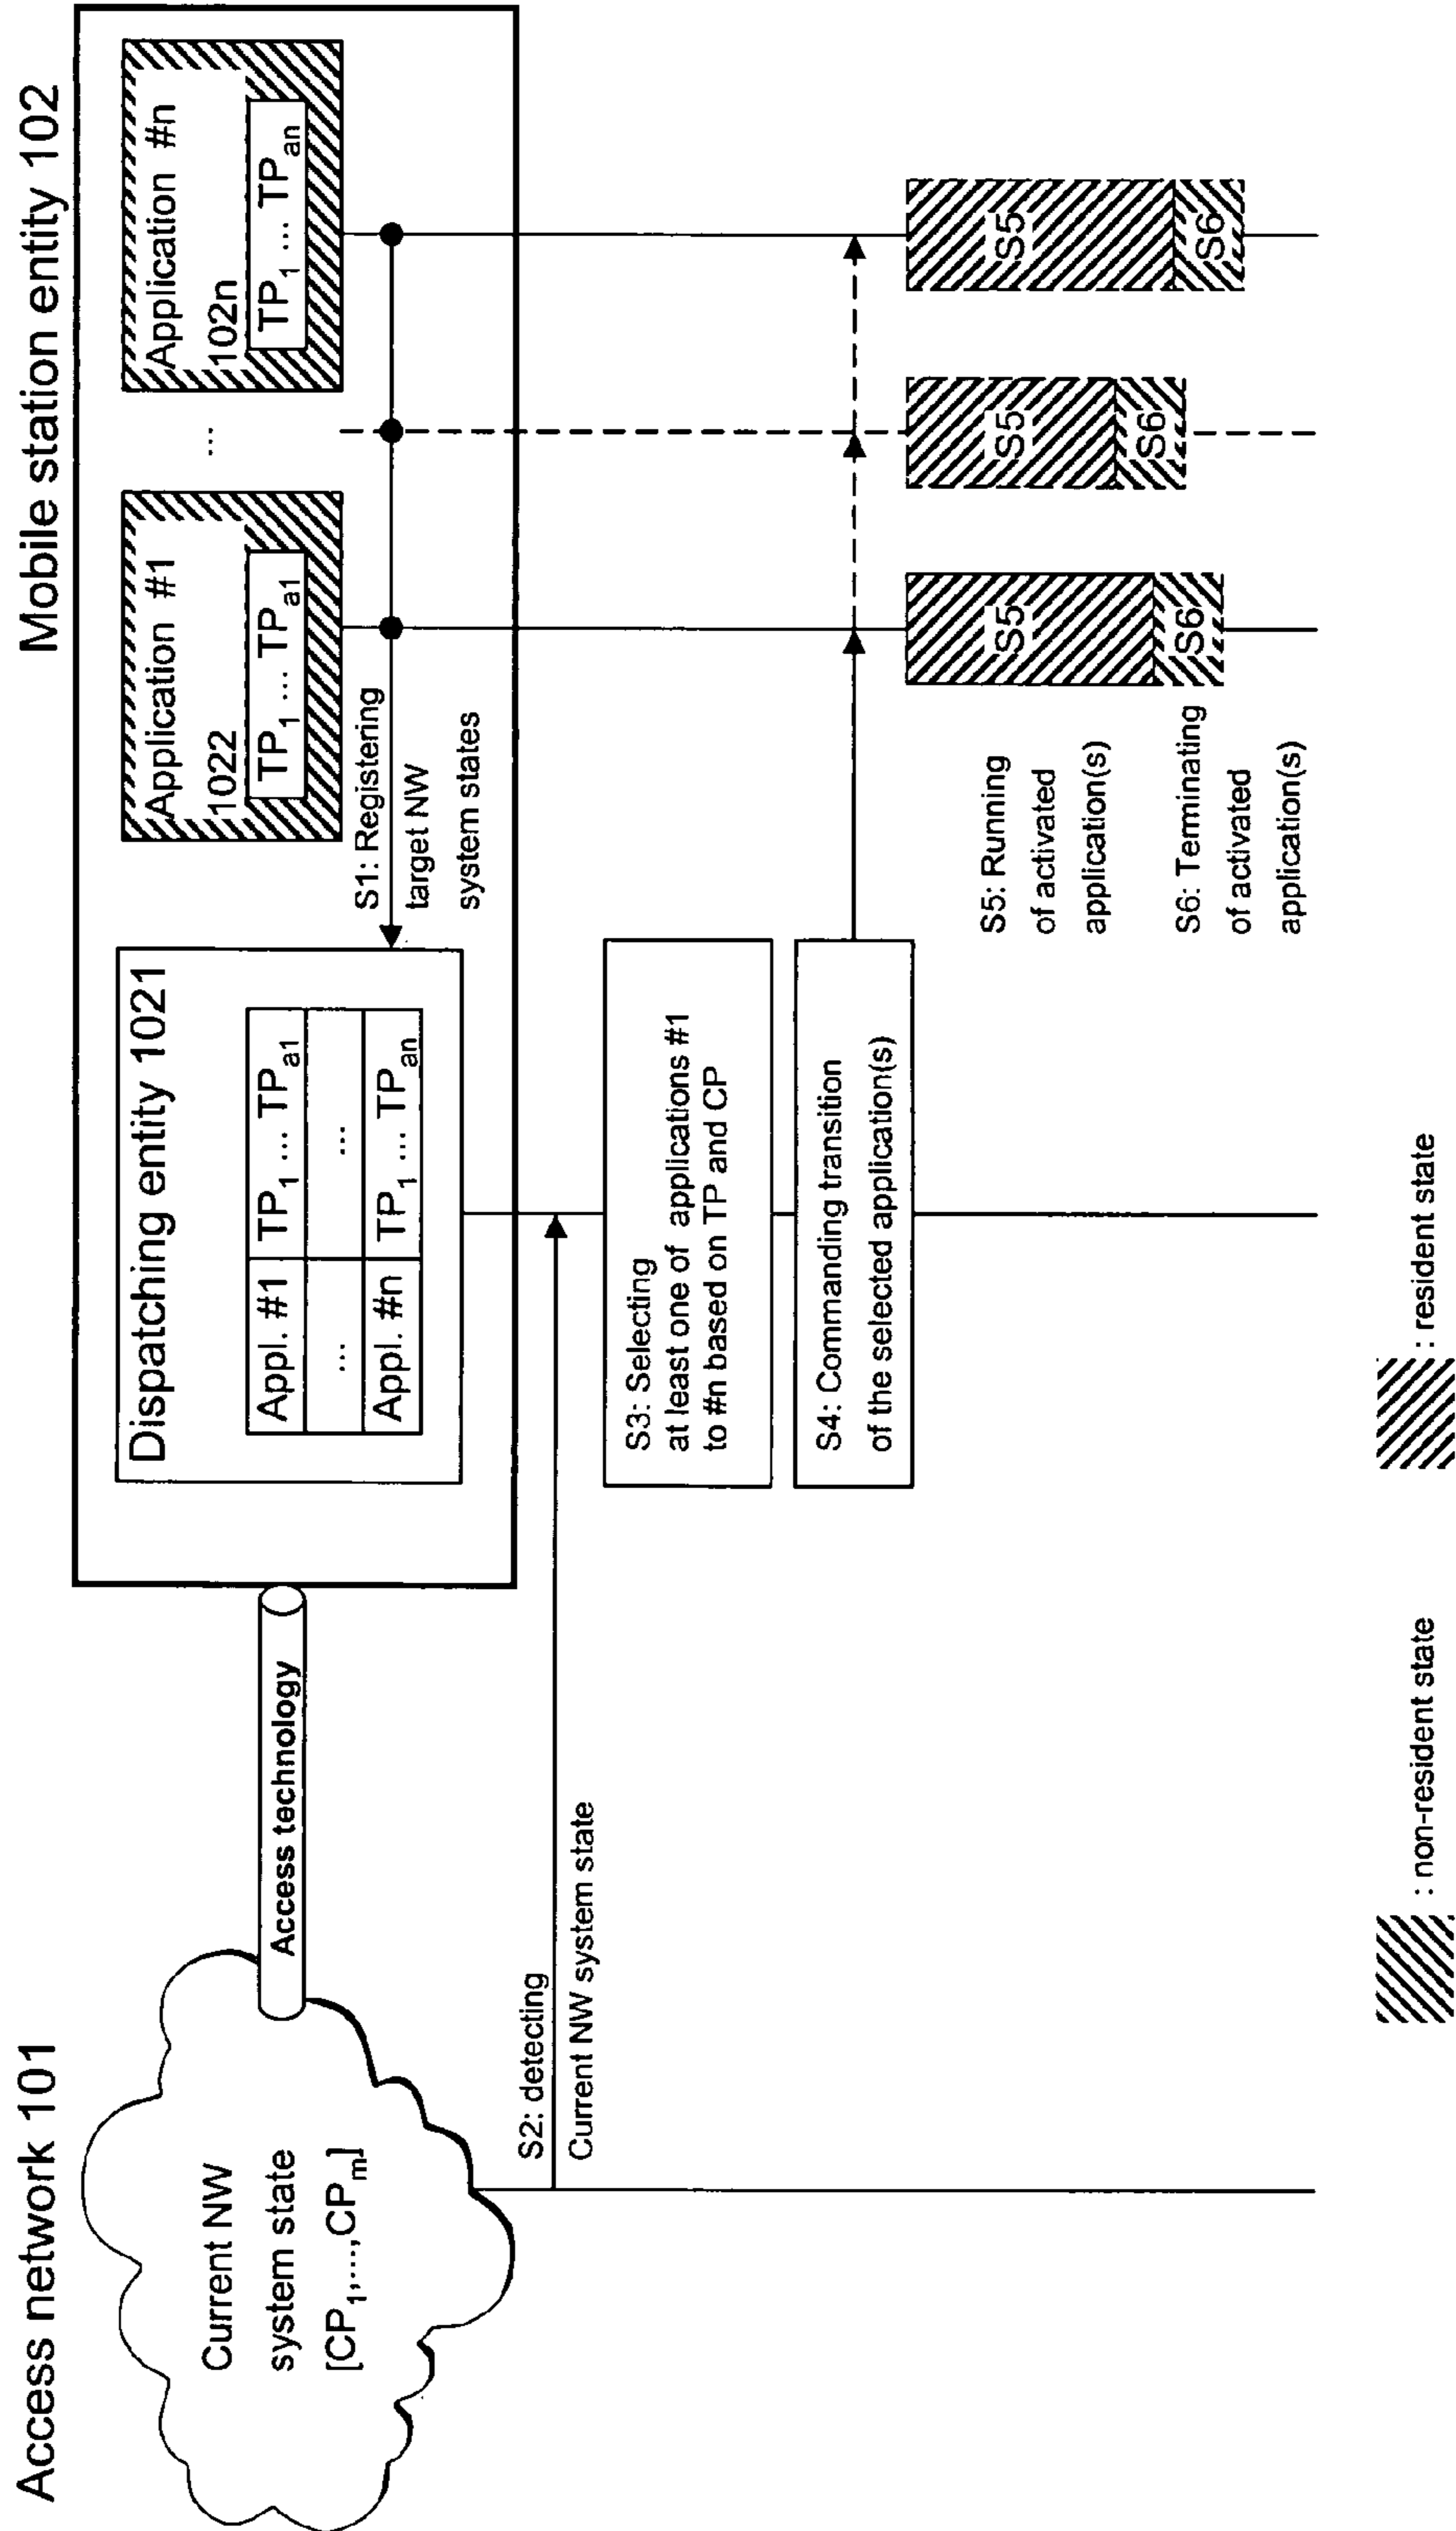 Access network 101
Mobile station entity 102
Current NW
system state
[CP1,...,CPm]
Access technology
Dispatching entity 1021
Appl. #1 TP1 ... TPa1
... ...
Appl. #n TP1 ... TPan
Application #1
1022
TP1 ... TPa1
...
Application #n
102n
TP1 ... TPan
S1: Registering
target NW
system states
S2: detecting
Current NW system state
S3: Selecting
at least one of applications #1
to #n based on TP and CP
S4: Commanding transition
of the selected application(s)
S5: Running
of activated
application(s)
S6: Terminating
of activated
application(s)
S5
S6
S5
S6
S5
S6
: non-resident state
: resident state